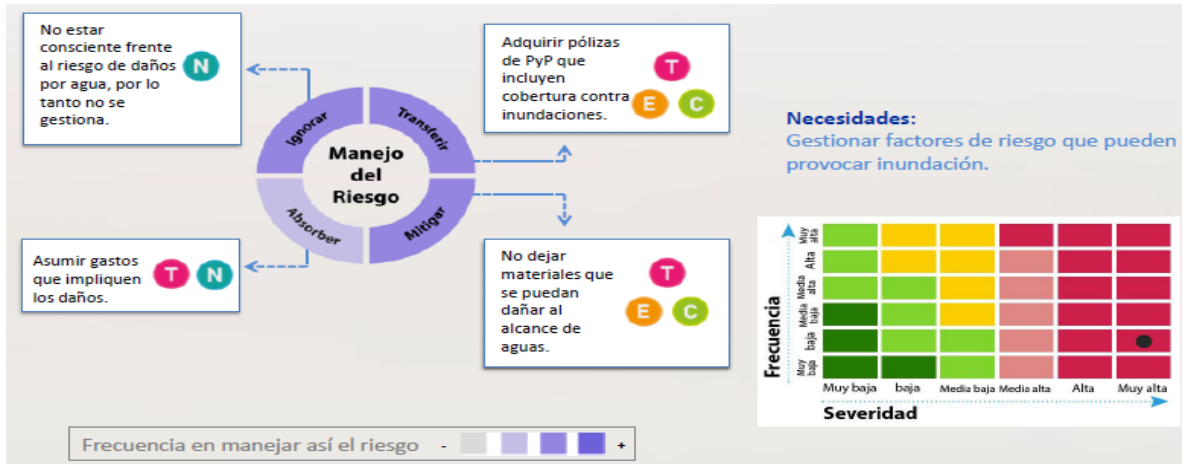 No estar
consciente frente
al riesgo de daños
por agua, por lo
tanto no se
gestiona.
N
Adquirir pólizas
de PyP que
incluyen
cobertura contra
inundaciones.
T
E C
Ignorar
Transferir
Manejo
del
Riesgo
Absorber
Mitigar
Asumir gastos
que impliquen
los daños.
T N
No dejar
materiales que
se puedan
dañar al
alcance de
aguas.
T
E C
Necesidades:
Gestionar factores de riesgo que pueden
provocar inundación.
Frecuencia
Muy
alta
Alta
Media
alta
Media
baja
baja
Muy
baja
Muy baja baja Media baja Media alta Alta Muy alta
Severidad
Frecuencia en manejar así el riesgo - +